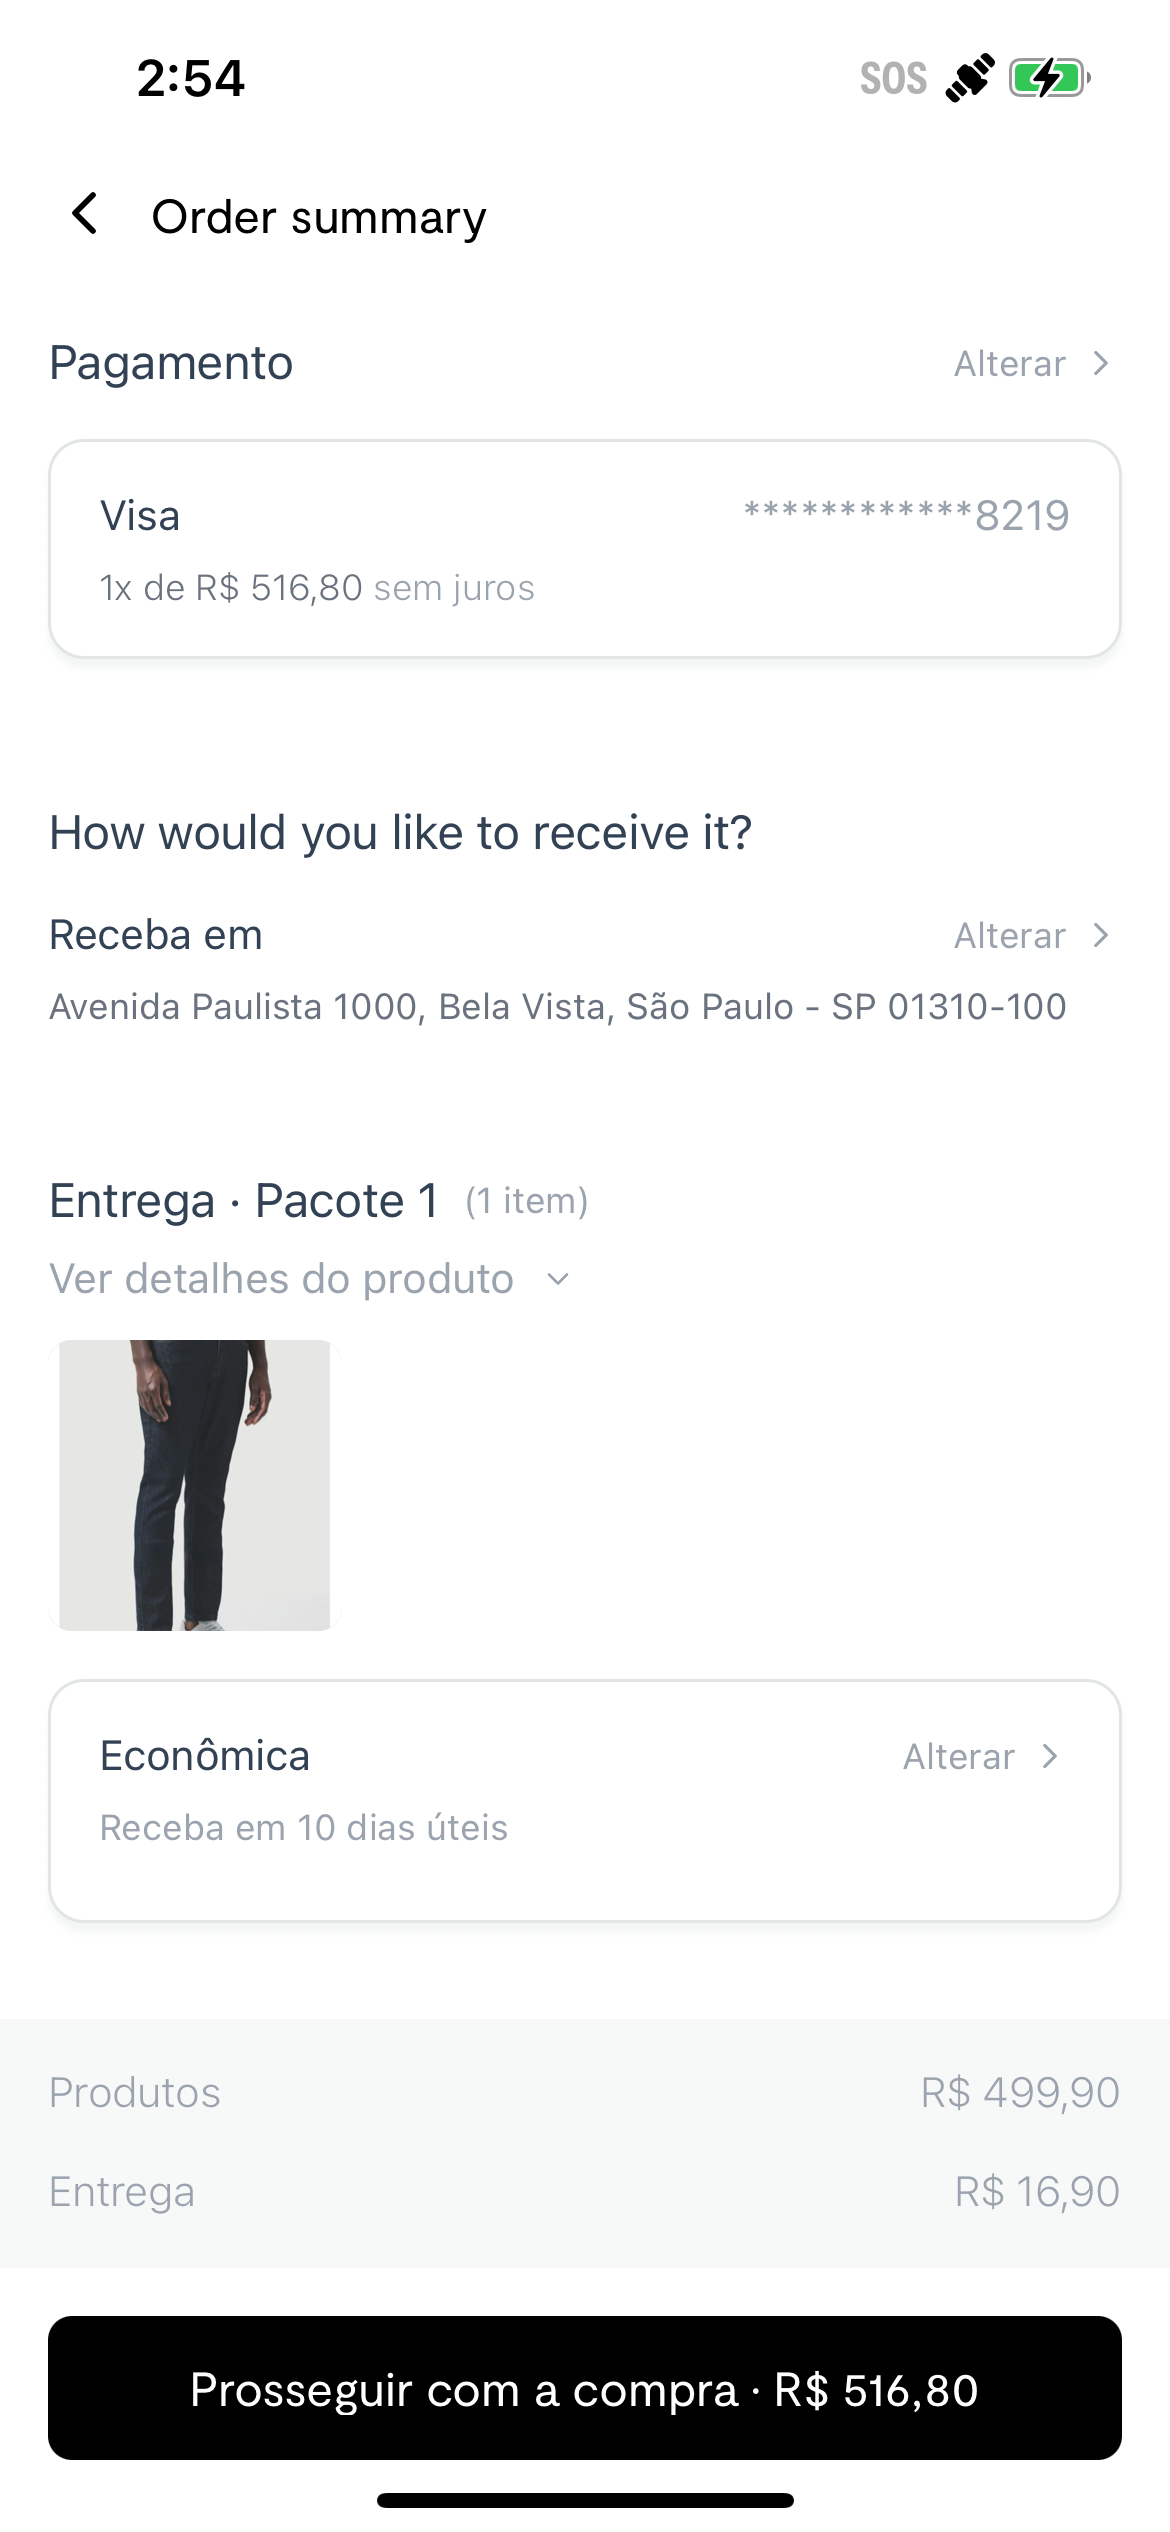 2:54 SOS
Order summary
Pagamento Alterar
Visa ************8219
1x de R$ 516,80 sem juros
How would you like to receive it?
Receba em Alterar
Avenida Paulista 1000, Bela Vista, São Paulo - SP 01310-100
Entrega · Pacote 1 (1 item)
Ver detalhes do produto
Econômica Alterar
Receba em 10 dias úteis
Produtos R$ 499,90
Entrega R$ 16,90
Prosseguir com a compra · R$ 516,80